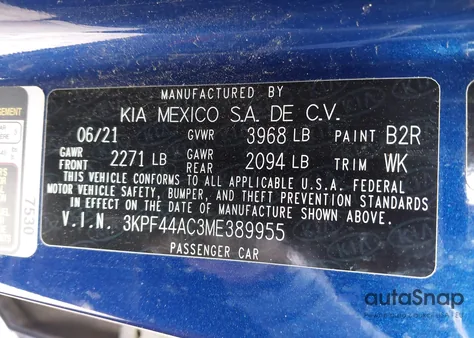 MANUFACTURED BY
KIA MEXICO S.A. DE C.V.
06/21 GVWR 3968 LB PAINT B2R
GAWR FRONT 2271 LB GAWR REAR 2094 LB TRIM WK
THIS VEHICLE CONFORMS TO ALL APPLICABLE U.S.A. FEDERAL
MOTOR VEHICLE SAFETY, BUMPER, AND THEFT PREVENTION STANDARDS
IN EFFECT ON THE DATE OF MANUFACTURE SHOWN ABOVE.
V.I.N. 3KPF44AC3ME389955
PASSENGER CAR
7530
autoSnap